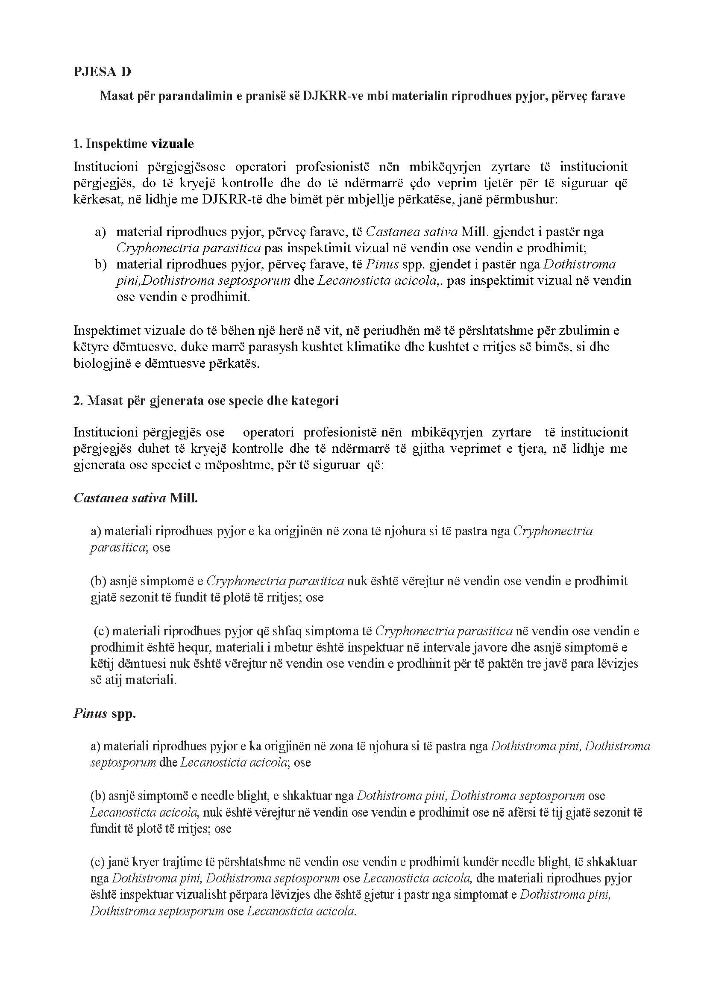 PJESA D
Masat për parandalimin e pranisë së DJKRR-ve mbi materialin riprodhues pyjor, përveç farave
1. Inspektime vizuale
Institucioni përgjegjësose operatori profesionistë nën mbikëqyrjen zyrtare të institucionit
përgjegjës, do të kryejë kontrolle dhe do të ndërmarrë çdo veprim tjetër për të siguruar që
kërkesat, në lidhje me DJKRR-të dhe bimët për mbjellje përkatëse, janë përmbushur:
a) material riprodhues pyjor, përveç farave, të Castanea sativa Mill. gjendet i pastër nga
Cryphonectria parasitica pas inspektimit vizual në vendin ose vendin e prodhimit;
b) material riprodhues pyjor, përveç farave, të Pinus spp. gjendet i pastër nga Dothistroma
pini,Dothistroma septosporum dhe Lecanosticta acicola,. pas inspektimit vizual në vendin
ose vendin e prodhimit.
Inspektimet vizuale do të bëhen një herë në vit, në periudhën më të përshtatshme për zbulimin e
këtyre dëmtuesve, duke marrë parasysh kushtet klimatike dhe kushtet e rritjes së bimës, si dhe
biologjinë e dëmtuesve përkatës.
2. Masat për gjenerata ose specie dhe kategori
Institucioni përgjegjës ose operatori profesionistë nën mbikëqyrjen zyrtare të institucionit
përgjegjës duhet të kryejë kontrolle dhe të ndërmarrë të gjitha veprimet e tjera, në lidhje me
gjenerata ose speciet e mëposhtme, për të siguruar që:
Castanea sativa Mill.
a) materiali riprodhues pyjor e ka origjinën në zona të njohura si të pastra nga Cryphonectria
parasitica; ose
(b) asnjë simptomë e Cryphonectria parasitica nuk është vërejtur në vendin ose vendin e prodhimit
gjatë sezonit të fundit të plotë të rritjes; ose
(c) materiali riprodhues pyjor që shfaq simptoma të Cryphonectria parasitica në vendin ose vendin e
prodhimit është hequr, materiali i mbetur është inspektuar në intervale javore dhe asnjë simptomë e
këtij dëmtuesi nuk është vërejtur në vendin ose vendin e prodhimit për të paktën tre javë para lëvizjes
së atij materiali.
Pinus spp.
a) materiali riprodhues pyjor e ka origjinën në zona të njohura si të pastra nga Dothistroma pini, Dothistroma
septosporum dhe Lecanosticta acicola; ose
(b) asnjë simptomë e needle blight, e shkaktuar nga Dothistroma pini, Dothistroma septosporum ose
Lecanosticta acicola, nuk është vërejtur në vendin ose vendin e prodhimit ose në afërsi të tij gjatë sezonit të
fundit të plotë të rritjes; ose
(c) janë kryer trajtime të përshtatshme në vendin ose vendin e prodhimit kundër needle blight, të shkaktuar
nga Dothistroma pini, Dothistroma septosporum ose Lecanosticta acicola, dhe materiali riprodhues pyjor
është inspektuar vizualisht përpara lëvizjes dhe është gjetur i pastr nga simptomat e Dothistroma pini,
Dothistroma septosporum ose Lecanosticta acicola.